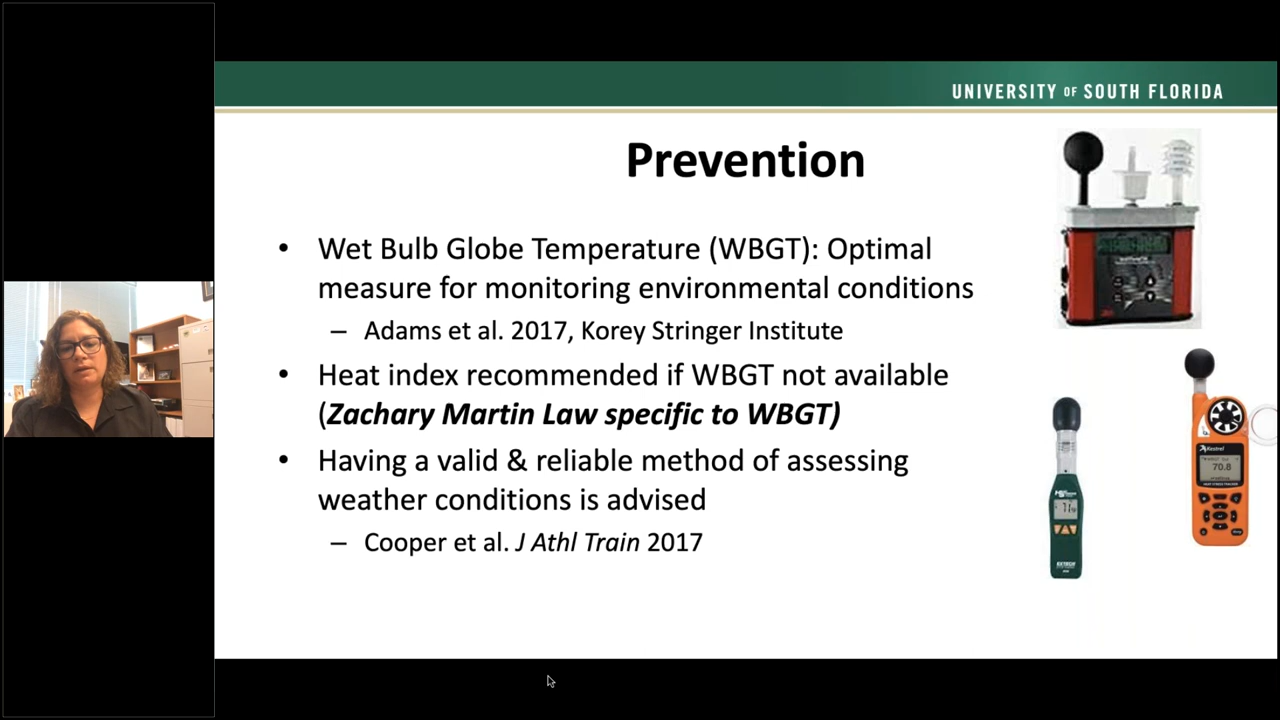 UNIVERSITY OF SOUTH FLORIDA
Prevention
• Wet Bulb Globe Temperature (WBGT): Optimal
measure for monitoring environmental conditions
– Adams et al. 2017, Korey Stringer Institute
• Heat index recommended if WBGT not available
(Zachary Martin Law specific to WBGT)
• Having a valid & reliable method of assessing
weather conditions is advised
– Cooper et al. J Athl Train 2017
Kestrel
70.8
EXTECH